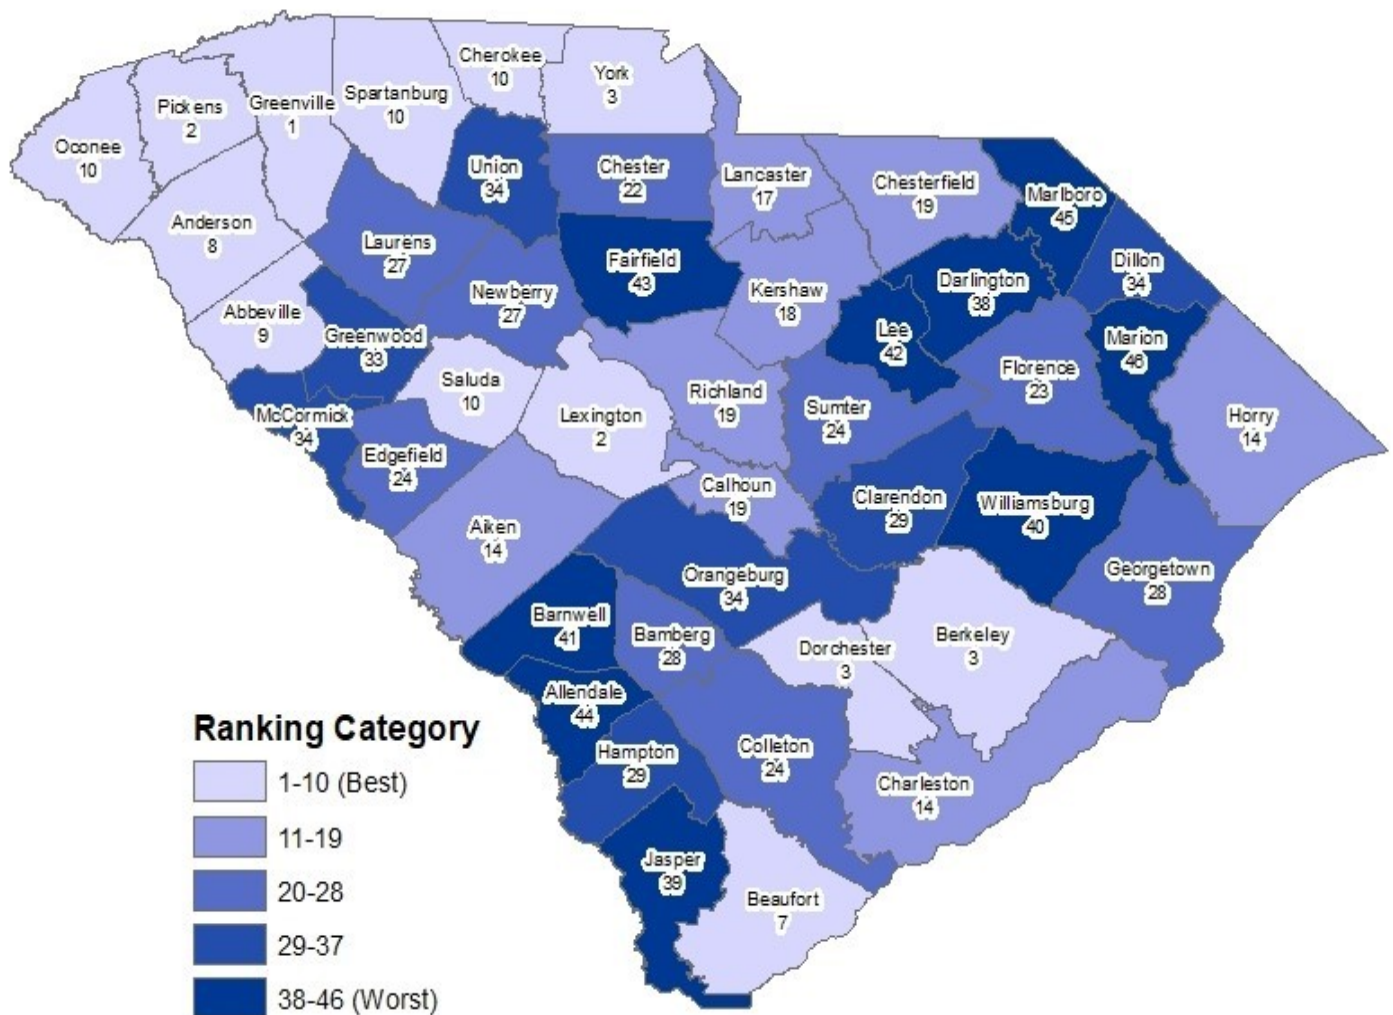 Cherokee
10
York
3
Spartanburg
10
Greenville
1
Pickens
2
Oconee
10
Union
34
Chester
22
Lancaster
17
Chesterfield
19
Marlboro
45
Anderson
8
Laurens
27
Fairfield
43
Dillon
34
Darlington
38
Newberry
27
Kershaw
18
Abbeville
9
Greenwood
33
Lee
42
Marion
46
Florence
23
Saluda
10
Richland
19
Sumter
24
Lexington
2
Horry
14
McCormick
34
Edgefield
24
Calhoun
19
Clarendon
29
Williamsburg
40
Aiken
14
Orangeburg
34
Georgetown
28
Barnwell
41
Bamberg
28
Dorchester
3
Berkeley
3
Allendale
44
Hampton
29
Colleton
24
Charleston
14
Jasper
39
Beaufort
7
Ranking Category
1-10 (Best)
11-19
20-28
29-37
38-46 (Worst)